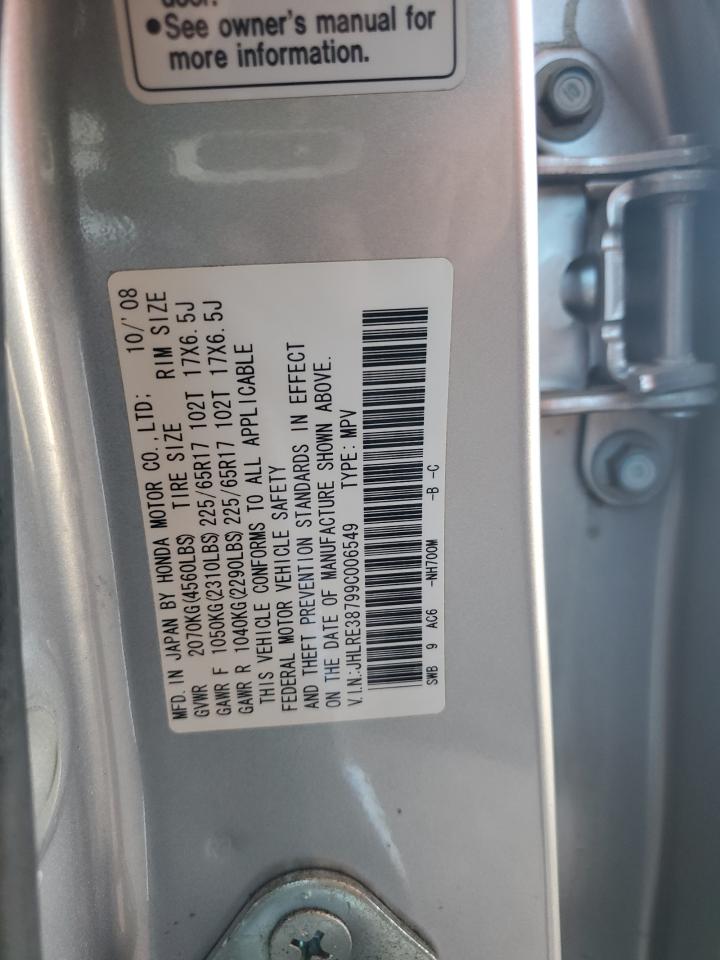 door.
●See owner's manual for
more information.
MFD. IN JAPAN BY HONDA MOTOR CO., LTD; 10/'08
GVWR 2070KG(4560LBS) TIRE SIZE RIM SIZE
GAWR F 1050KG(2310LBS) 225/65R17 102T 17X6.5J
GAWR R 1040KG(2290LBS) 225/65R17 102T 17X6.5J
THIS VEHICLE CONFORMS TO ALL APPLICABLE
FEDERAL MOTOR VEHICLE SAFETY
AND THEFT PREVENTION STANDARDS IN EFFECT
ON THE DATE OF MANUFACTURE SHOWN ABOVE.
V.I.N:JHLRE38799C006549 TYPE: MPV
SWB 9 AC6 -NH700M -B -C